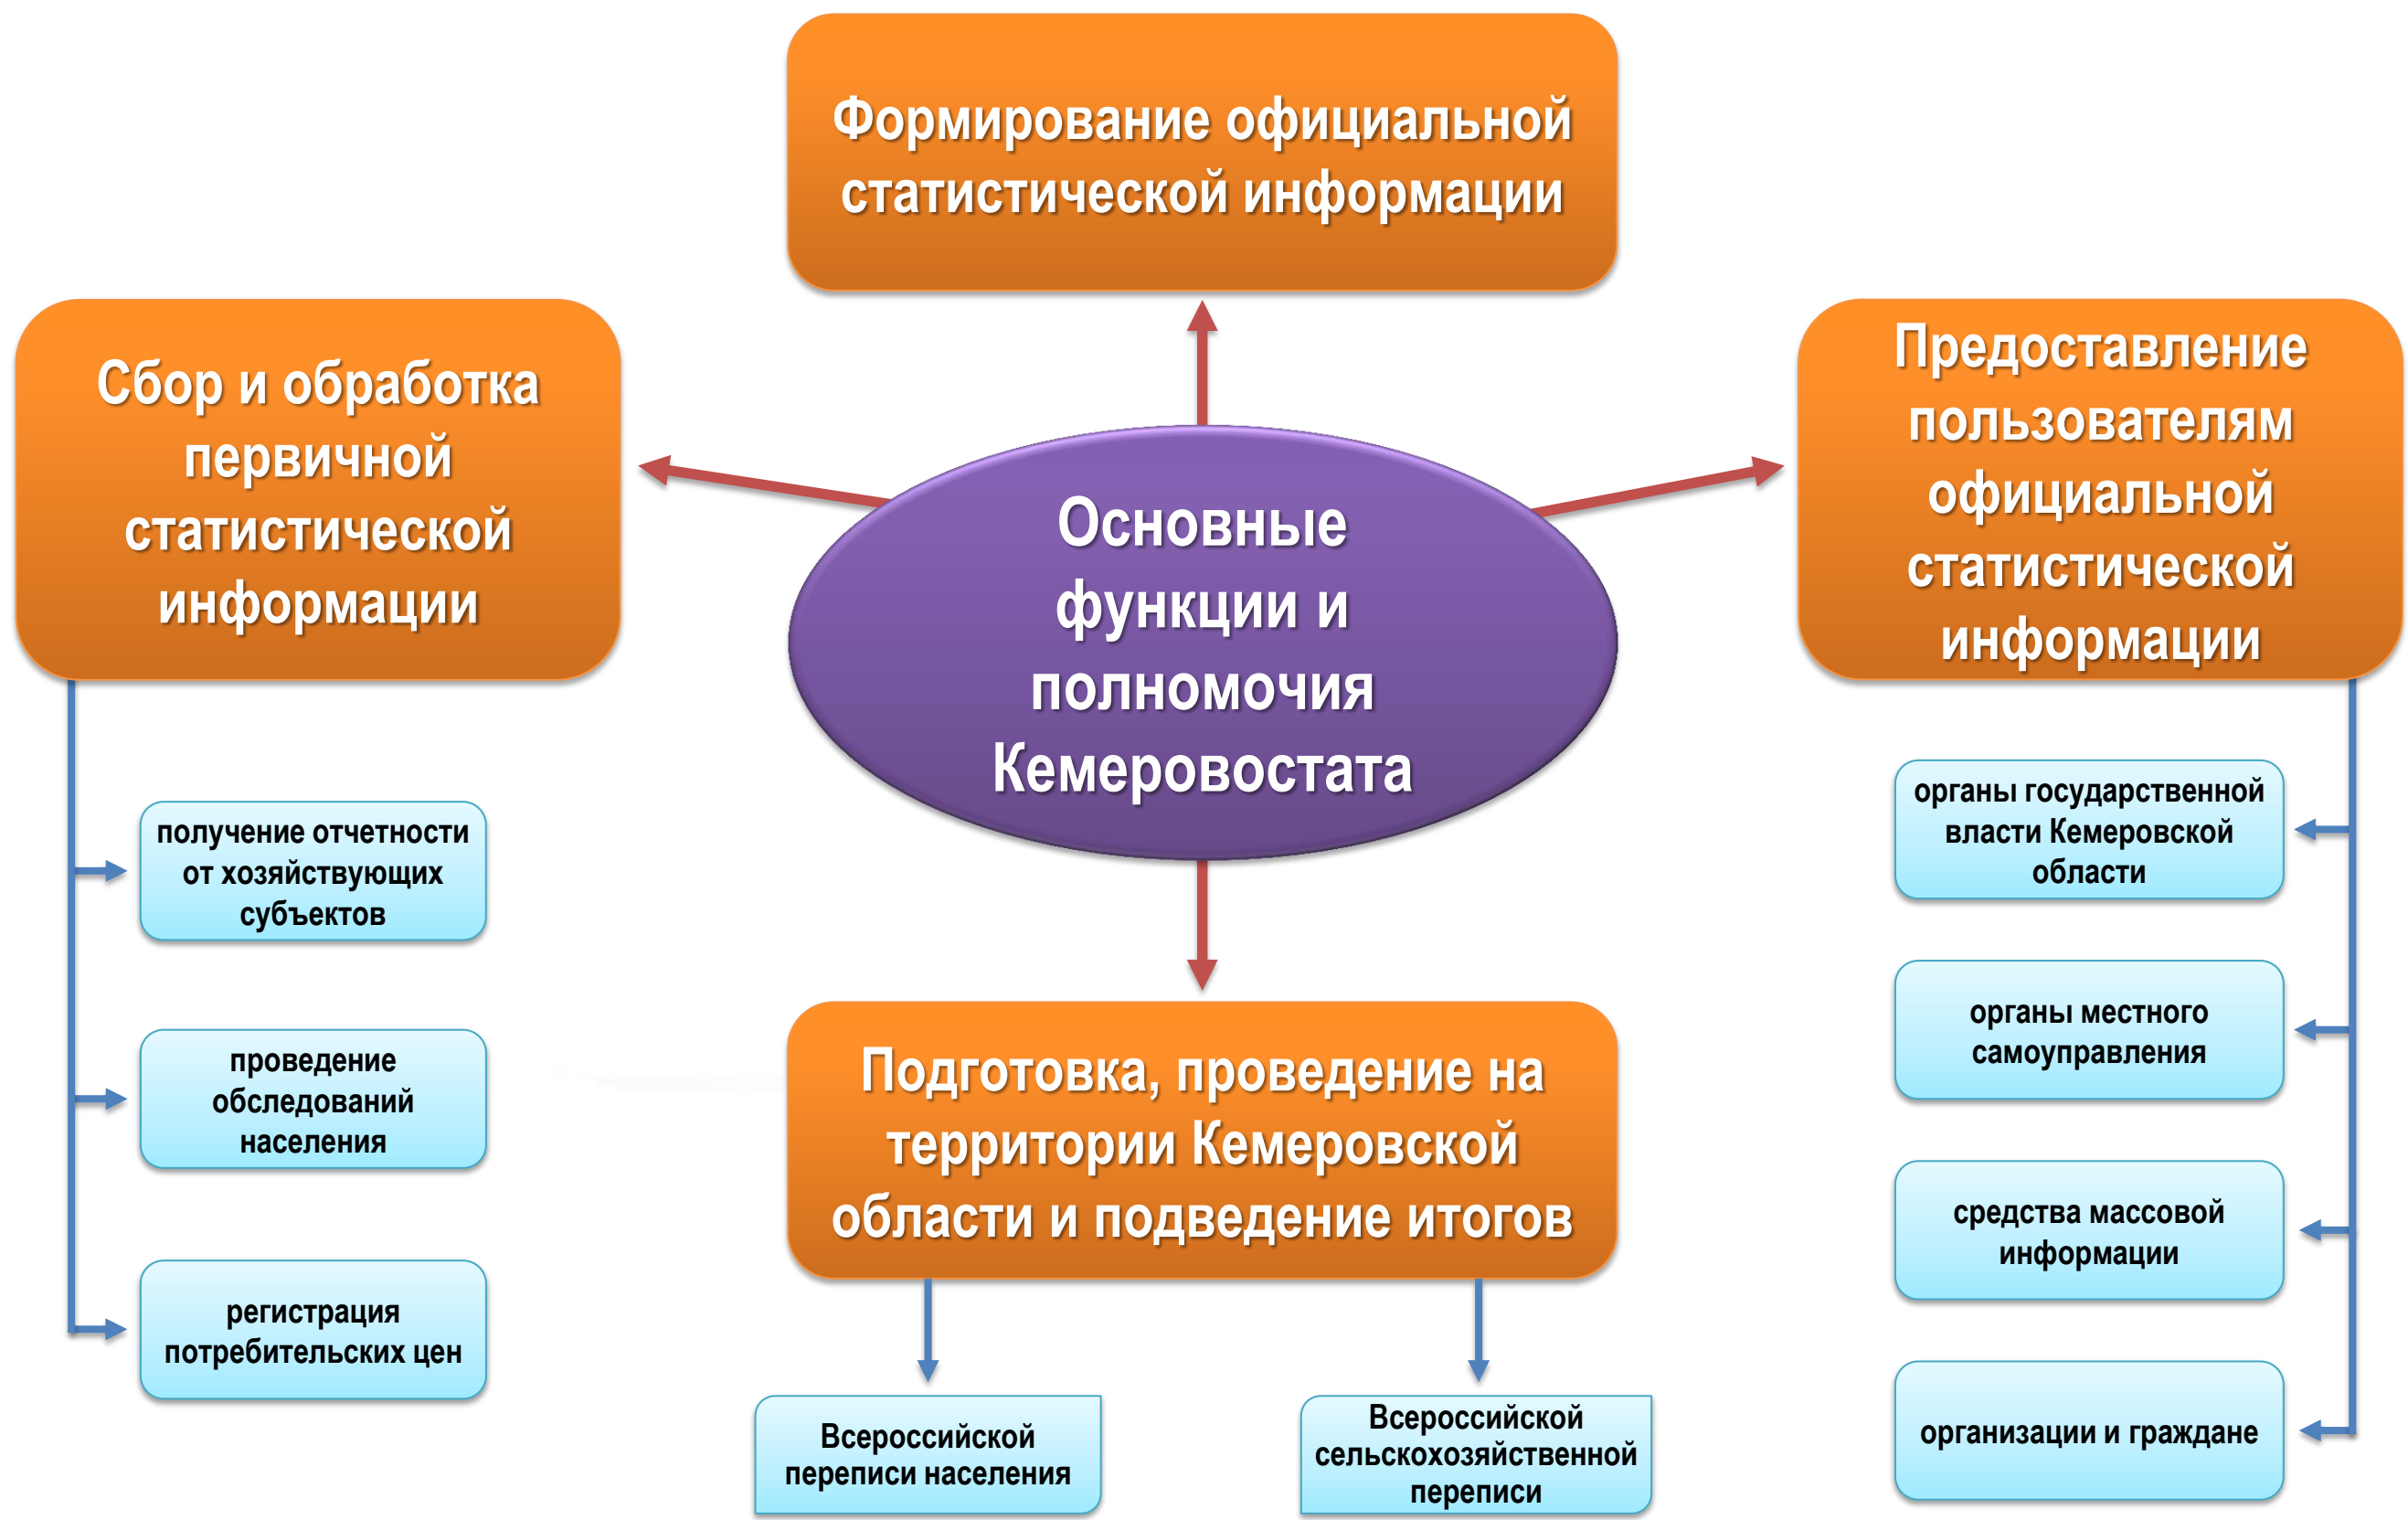 Формирование официальной
статистической информации
Сбор и обработка
первичной
статистической
информации
Предоставление
пользователям
официальной
статистической
информации
Основные
функции и
полномочия
Кемеровостата
получение отчетности
от хозяйствующих
субъектов
проведение
обследований
населения
регистрация
потребительских цен
Подготовка, проведение на
территории Кемеровской
области и подведение итогов
Всероссийской
переписи населения
Всероссийской
сельскохозяйственной
переписи
органы государственной
власти Кемеровской
области
органы местного
самоуправления
средства массовой
информации
организации и граждане